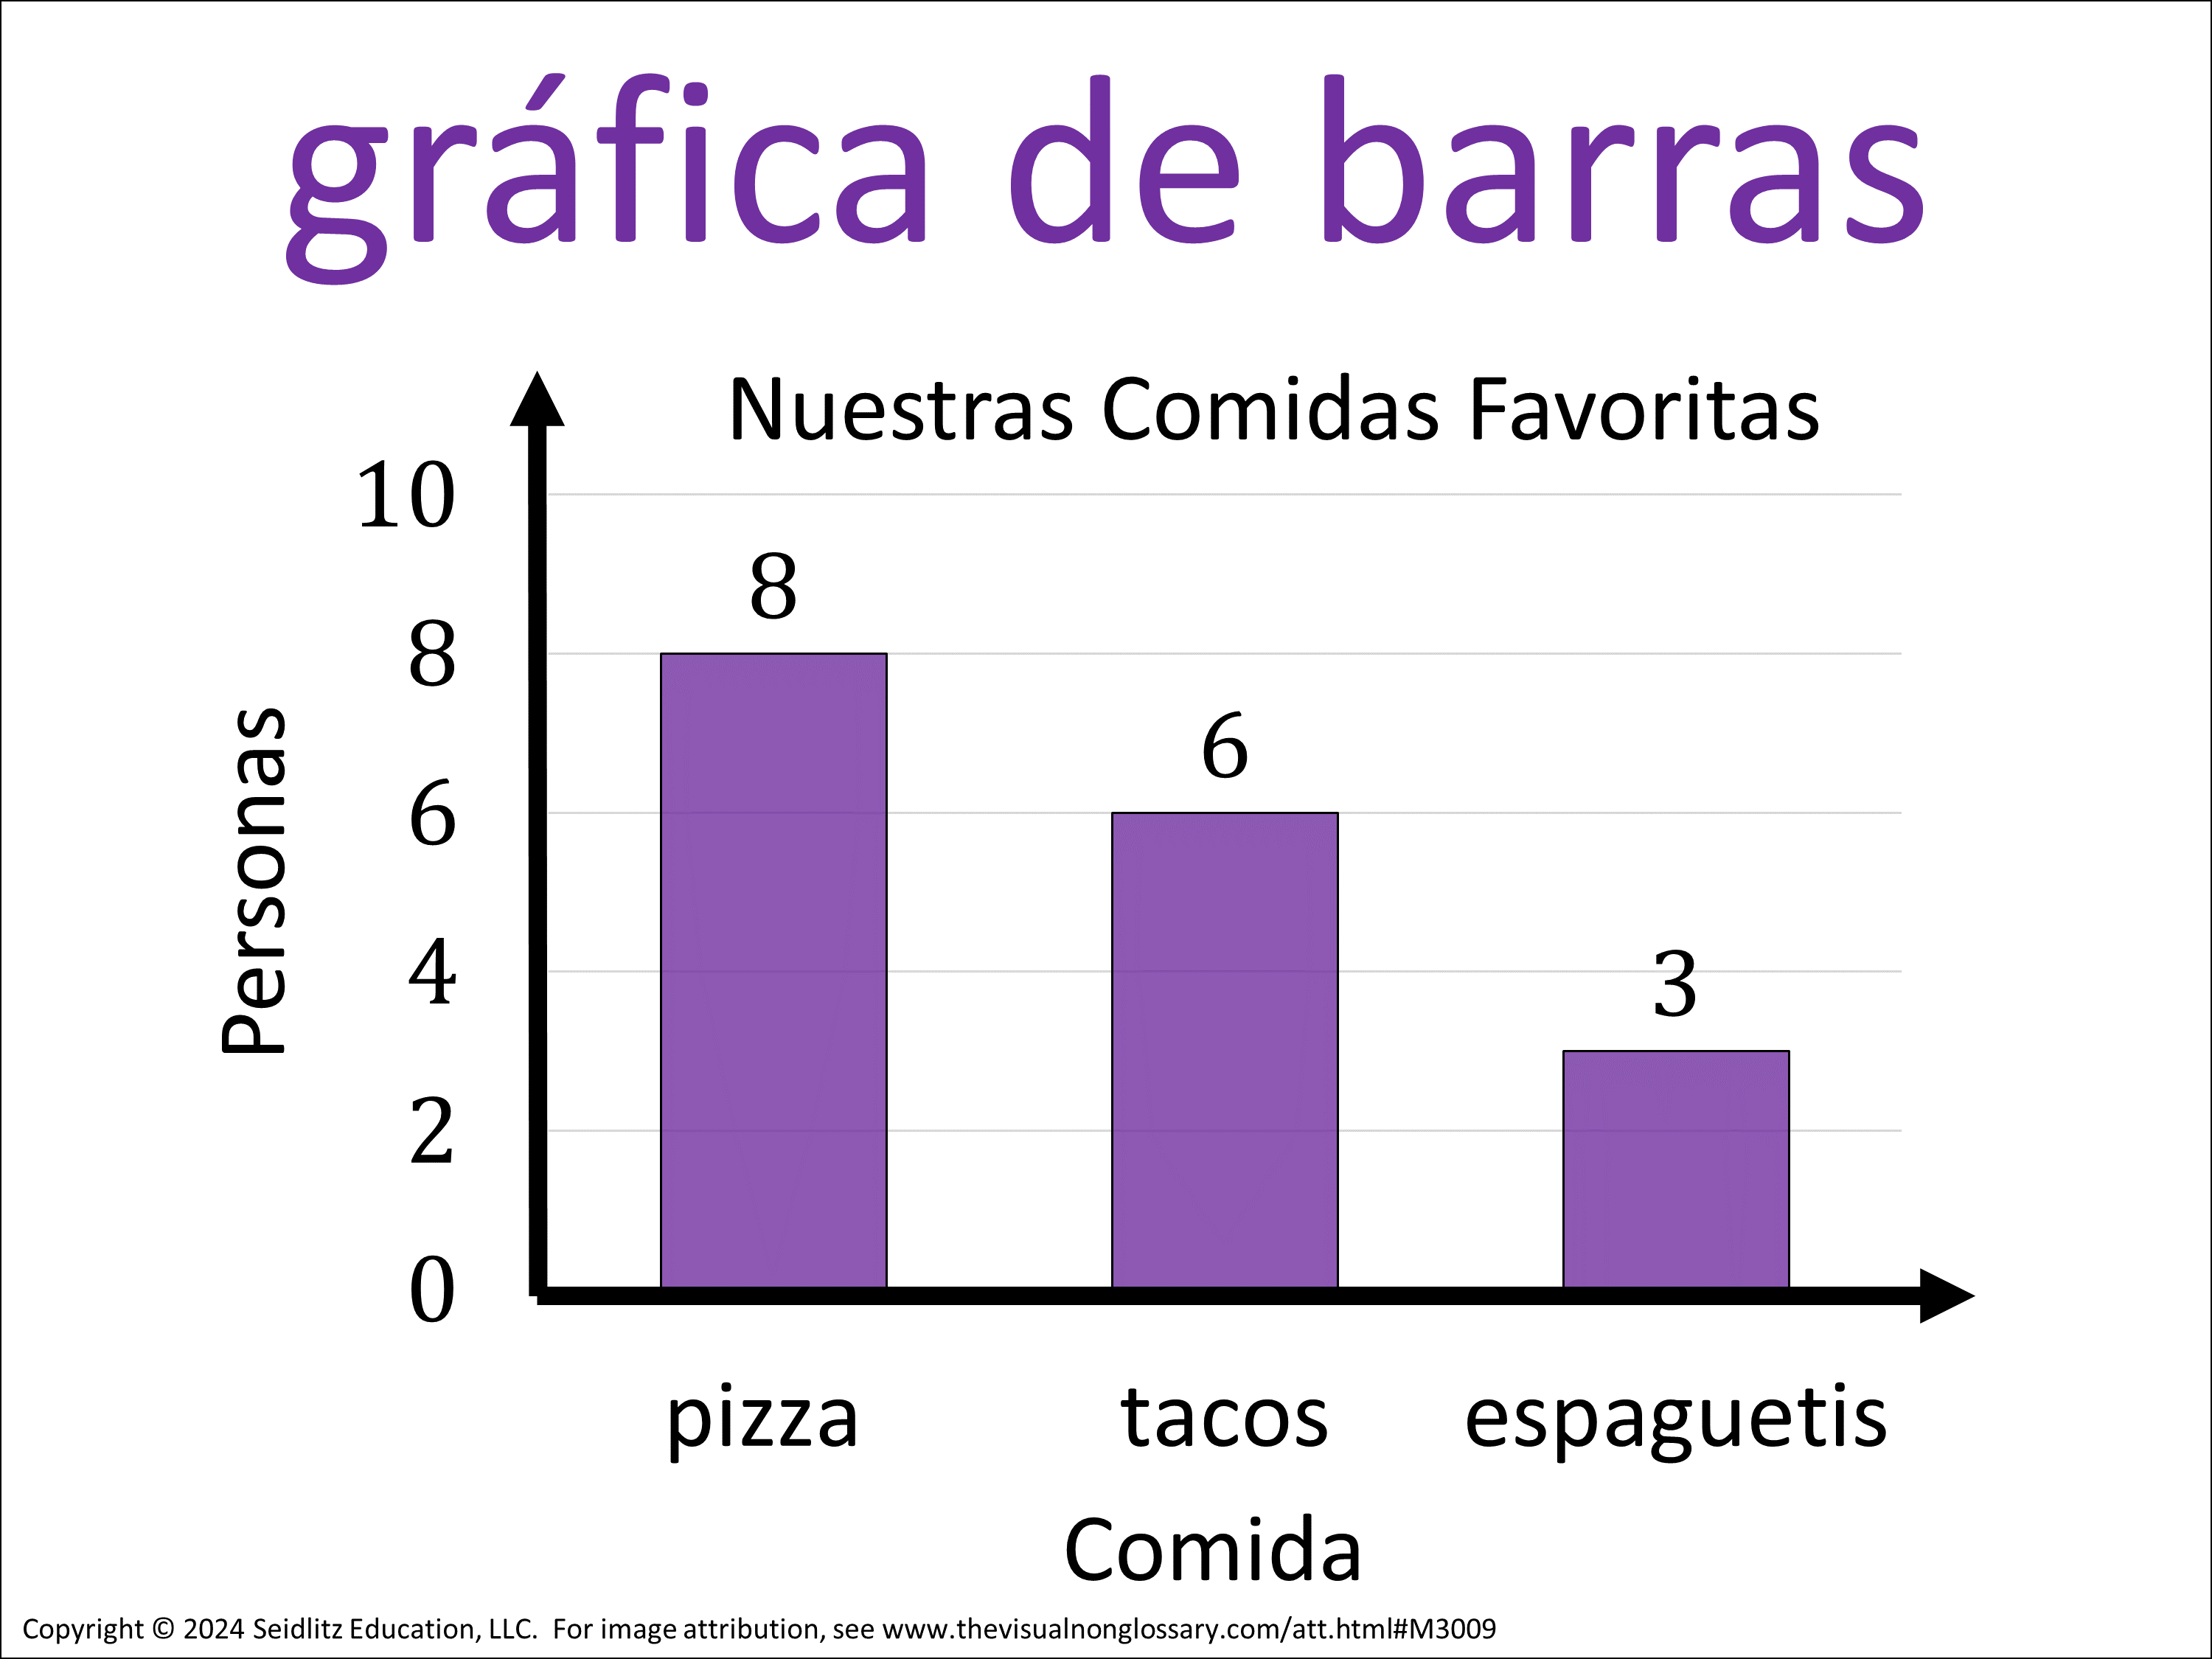 gráfica de barras
Nuestras Comidas Favoritas
10
8
8
6
6
4
3
2
0
Personas
pizza
tacos
espaguetis
Comida
Copyright © 2024 Seidlitz Education, LLC.  For image attribution, see www.thevisualnonglossary.com/att.html#M3009